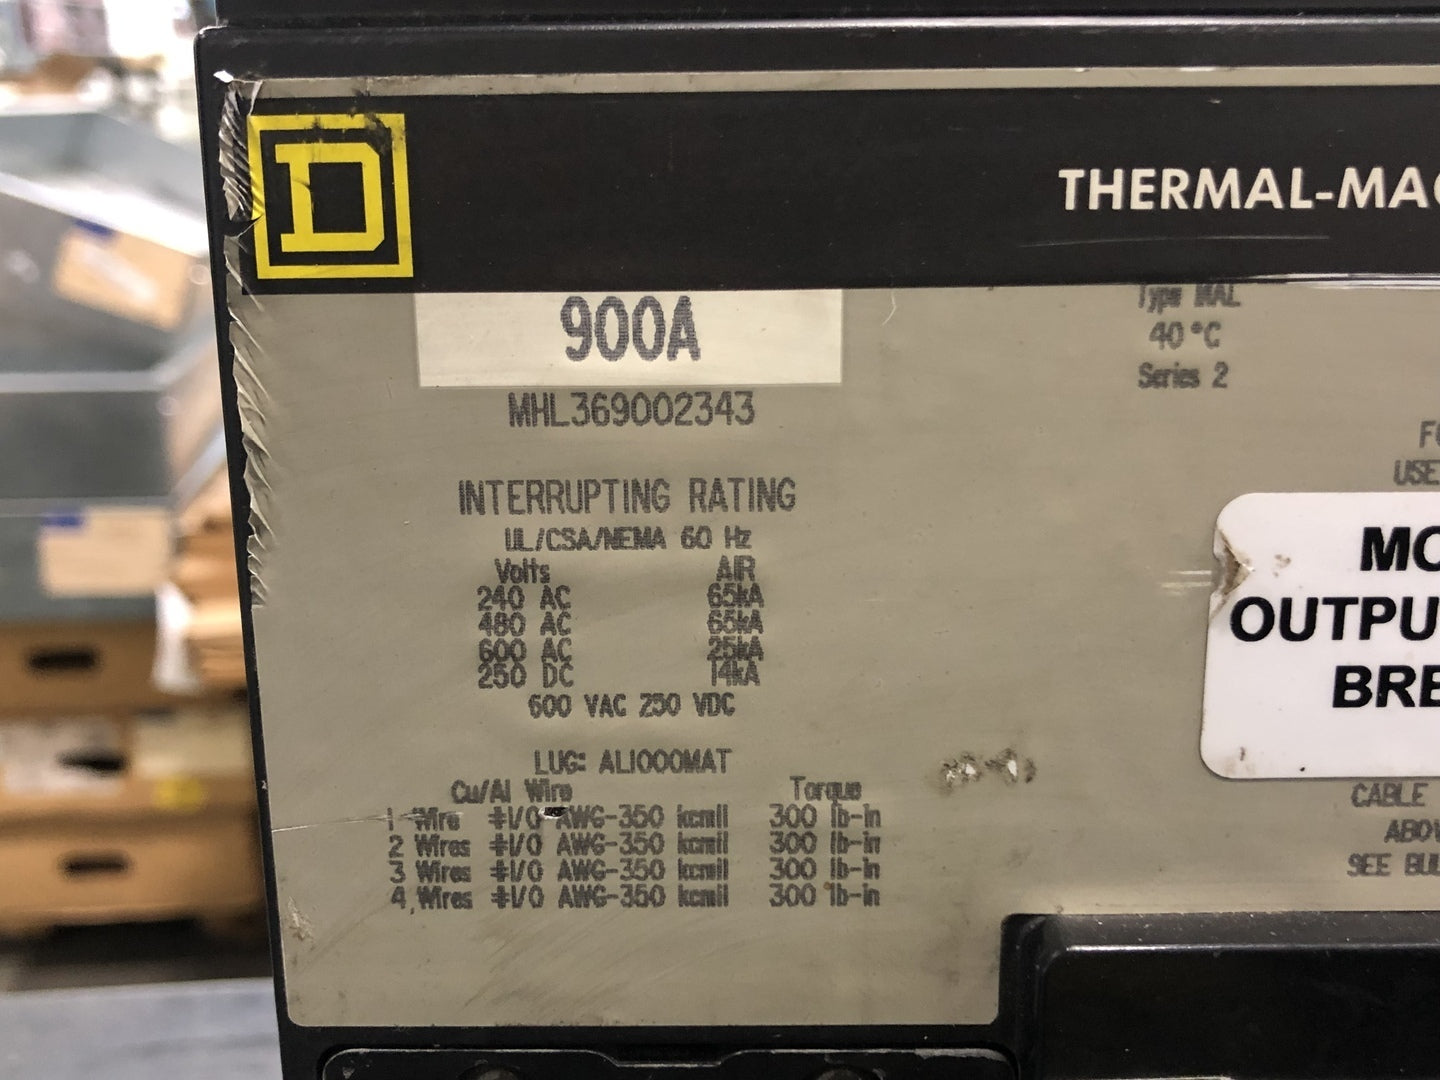 D
THERMAL-MAG
900A
Type MAL
40°C
Series 2
MHL369002343
INTERRUPTING RATING
UL/CSA/NEMA 60 Hz
Volts AIR
240 AC 65kA
480 AC 65kA
600 AC 25kA
250 DC 14kA
600 VAC 250 VDC
LUG: AL1000MAT
Cu/Al Wire Torque
1 Wire #1/0 AWG-350 kcmil 300 lb-in
2 Wires #1/0 AWG-350 kcmil 300 lb-in
3 Wires #1/0 AWG-350 kcmil 300 lb-in
4 Wires #1/0 AWG-350 kcmil 300 lb-in
FO
USE
MO
OUTPU
BRE
CABLE
ABOV
SEE BUL